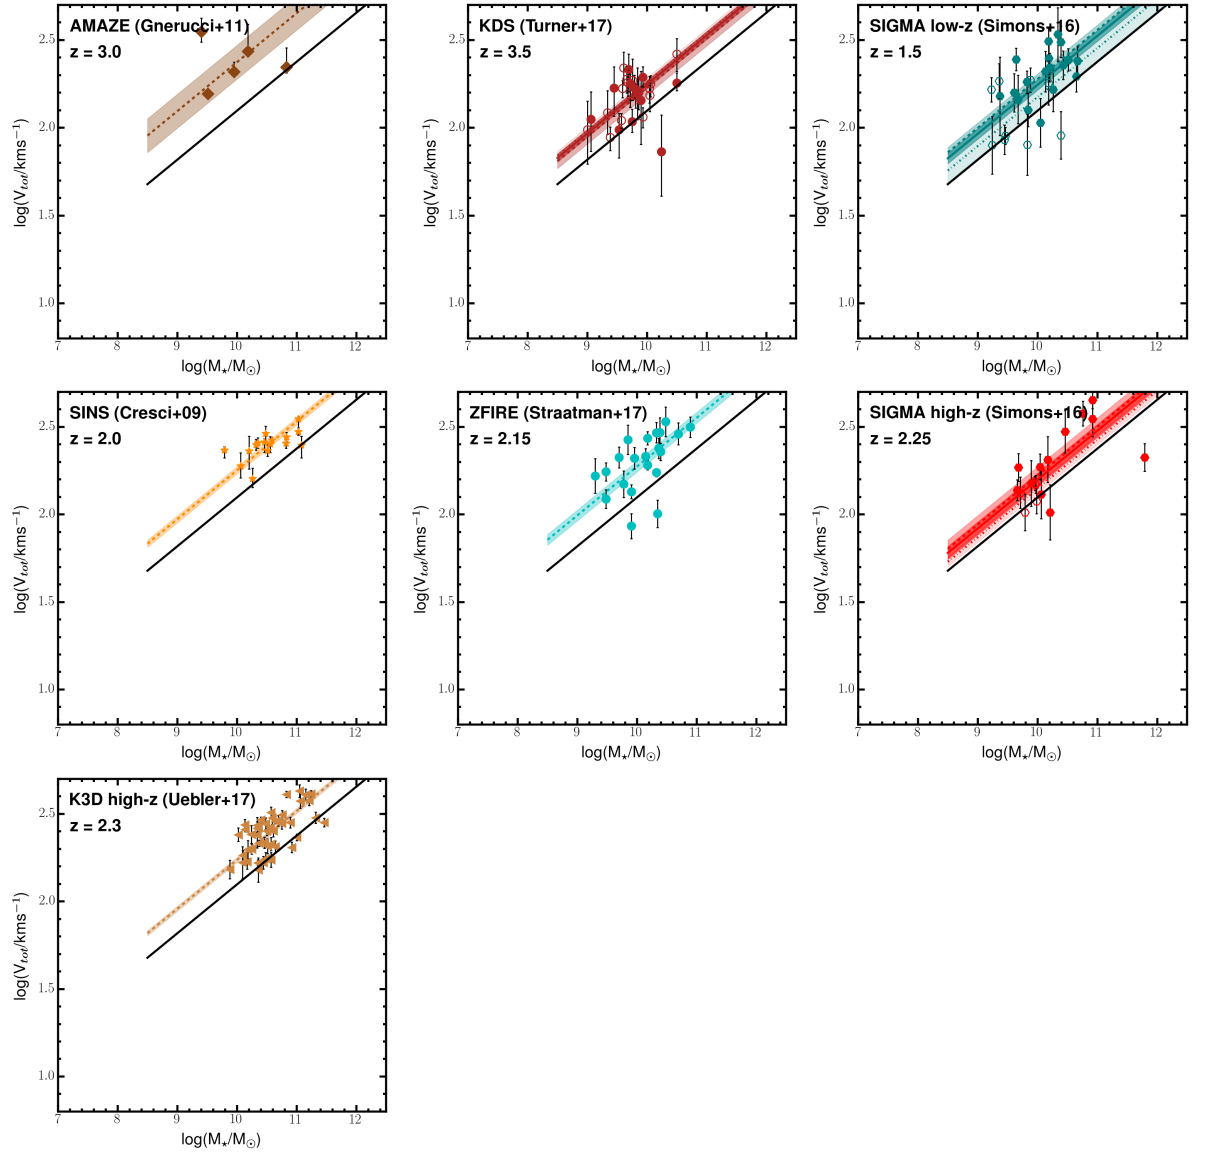 AMAZE (Gnerucci+11)
z = 3.0
2.5
2.0
1.5
1.0
7 8 9 10 11 12
log(V_tot/kms⁻¹)
log(M⋆/M☉)
KDS (Turner+17)
z = 3.5
2.5
2.0
1.5
1.0
7 8 9 10 11 12
log(V_tot/kms⁻¹)
log(M⋆/M☉)
SIGMA low-z (Simons+16)
z = 1.5
2.5
2.0
1.5
1.0
7 8 9 10 11 12
log(V_tot/kms⁻¹)
log(M⋆/M☉)
SINS (Cresci+09)
z = 2.0
2.5
2.0
1.5
1.0
7 8 9 10 11 12
log(V_tot/kms⁻¹)
log(M⋆/M☉)
ZFIRE (Straatman+17)
z = 2.15
2.5
2.0
1.5
1.0
7 8 9 10 11 12
log(V_tot/kms⁻¹)
log(M⋆/M☉)
SIGMA high-z (Simons+16)
z = 2.25
2.5
2.0
1.5
1.0
7 8 9 10 11 12
log(V_tot/kms⁻¹)
log(M⋆/M☉)
K3D high-z (Uebler+17)
z = 2.3
2.5
2.0
1.5
1.0
7 8 9 10 11 12
log(V_tot/kms⁻¹)
log(M⋆/M☉)